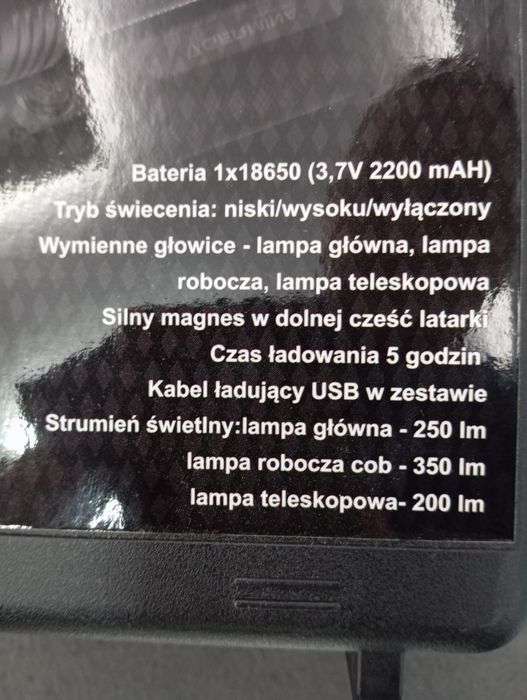 Bateria 1x18650 (3,7V 2200 mAH)
Tryb świecenia: niski/wysoku/wyłączony
Wymienne głowice - lampa główna, lampa
robocza, lampa teleskopowa
Silny magnes w dolnej cześć latarki
Czas ładowania 5 godzin
Kabel ładujący USB w zestawie
Strumień świetlny:lampa główna - 250 lm
lampa robocza cob - 350 lm
lampa teleskopowa- 200 lm